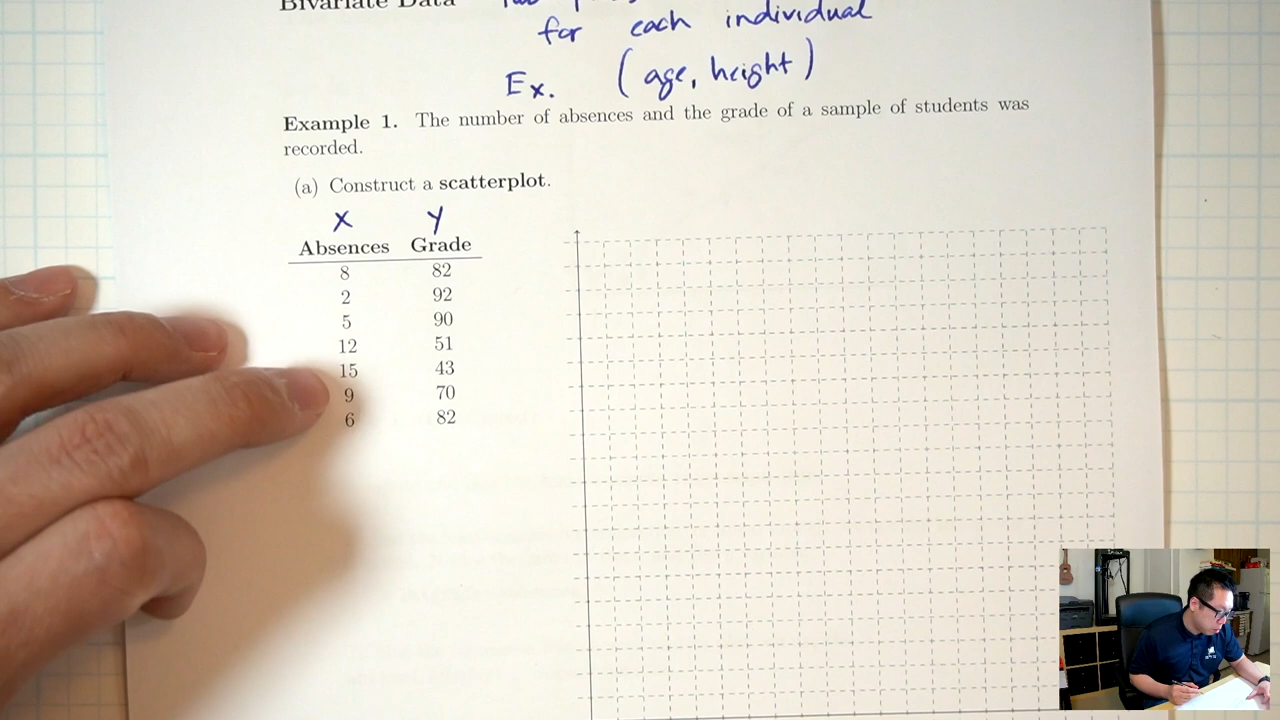 Bivariate Data
for each individual
Ex. (age, height)
Example 1. The number of absences and the grade of a sample of students was
recorded.
(a) Construct a scatterplot.
x y
Absences Grade
8 82
2 92
5 90
12 51
15 43
9 70
6 82